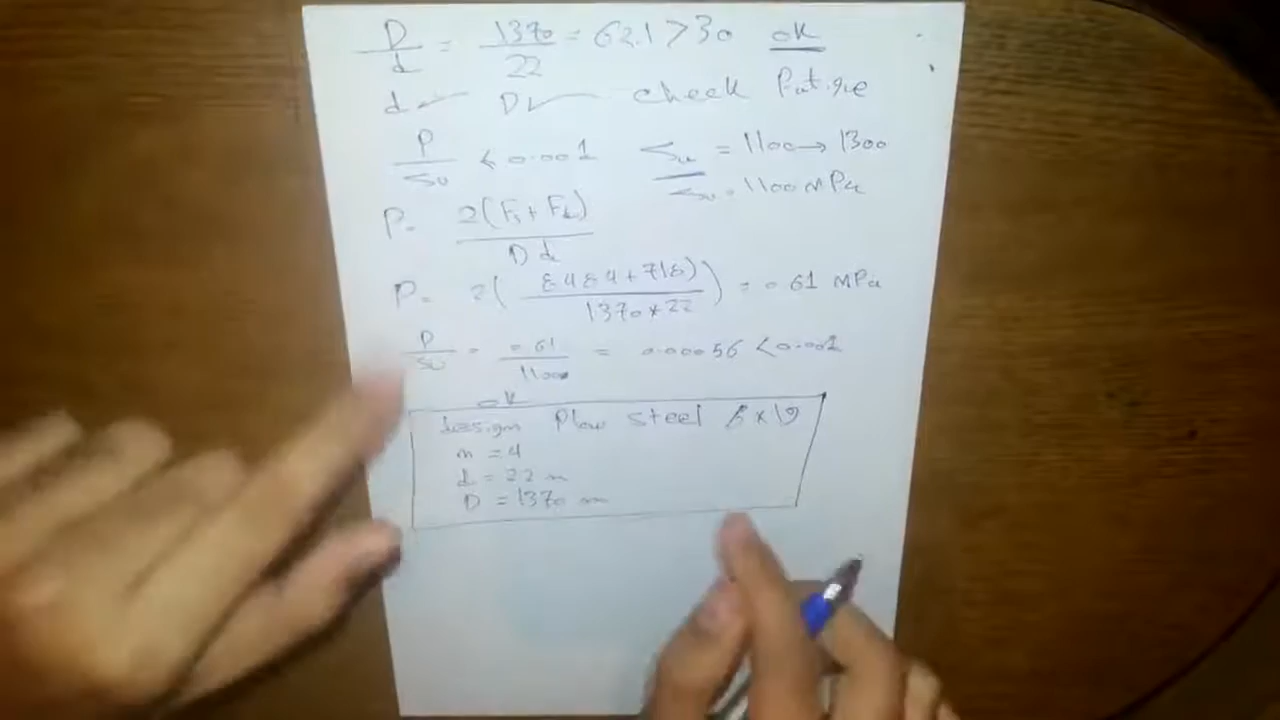 D/d = 1370/22 = 62.1 > 30 ok
d ✓ D ✓ check Fatigue
P/Su < 0.001 Su = 1100 → 1300
Su = 1100 MPa
P = 2(Fs + Ft)/D d
P = 2(8484 + 718/1370 * 22) = 0.61 MPa
P/Su = 0.61/1100 = 0.00056 < 0.001
ok
design Plow steel 6 x 19
m = 4
d = 22 m
D = 1370 m